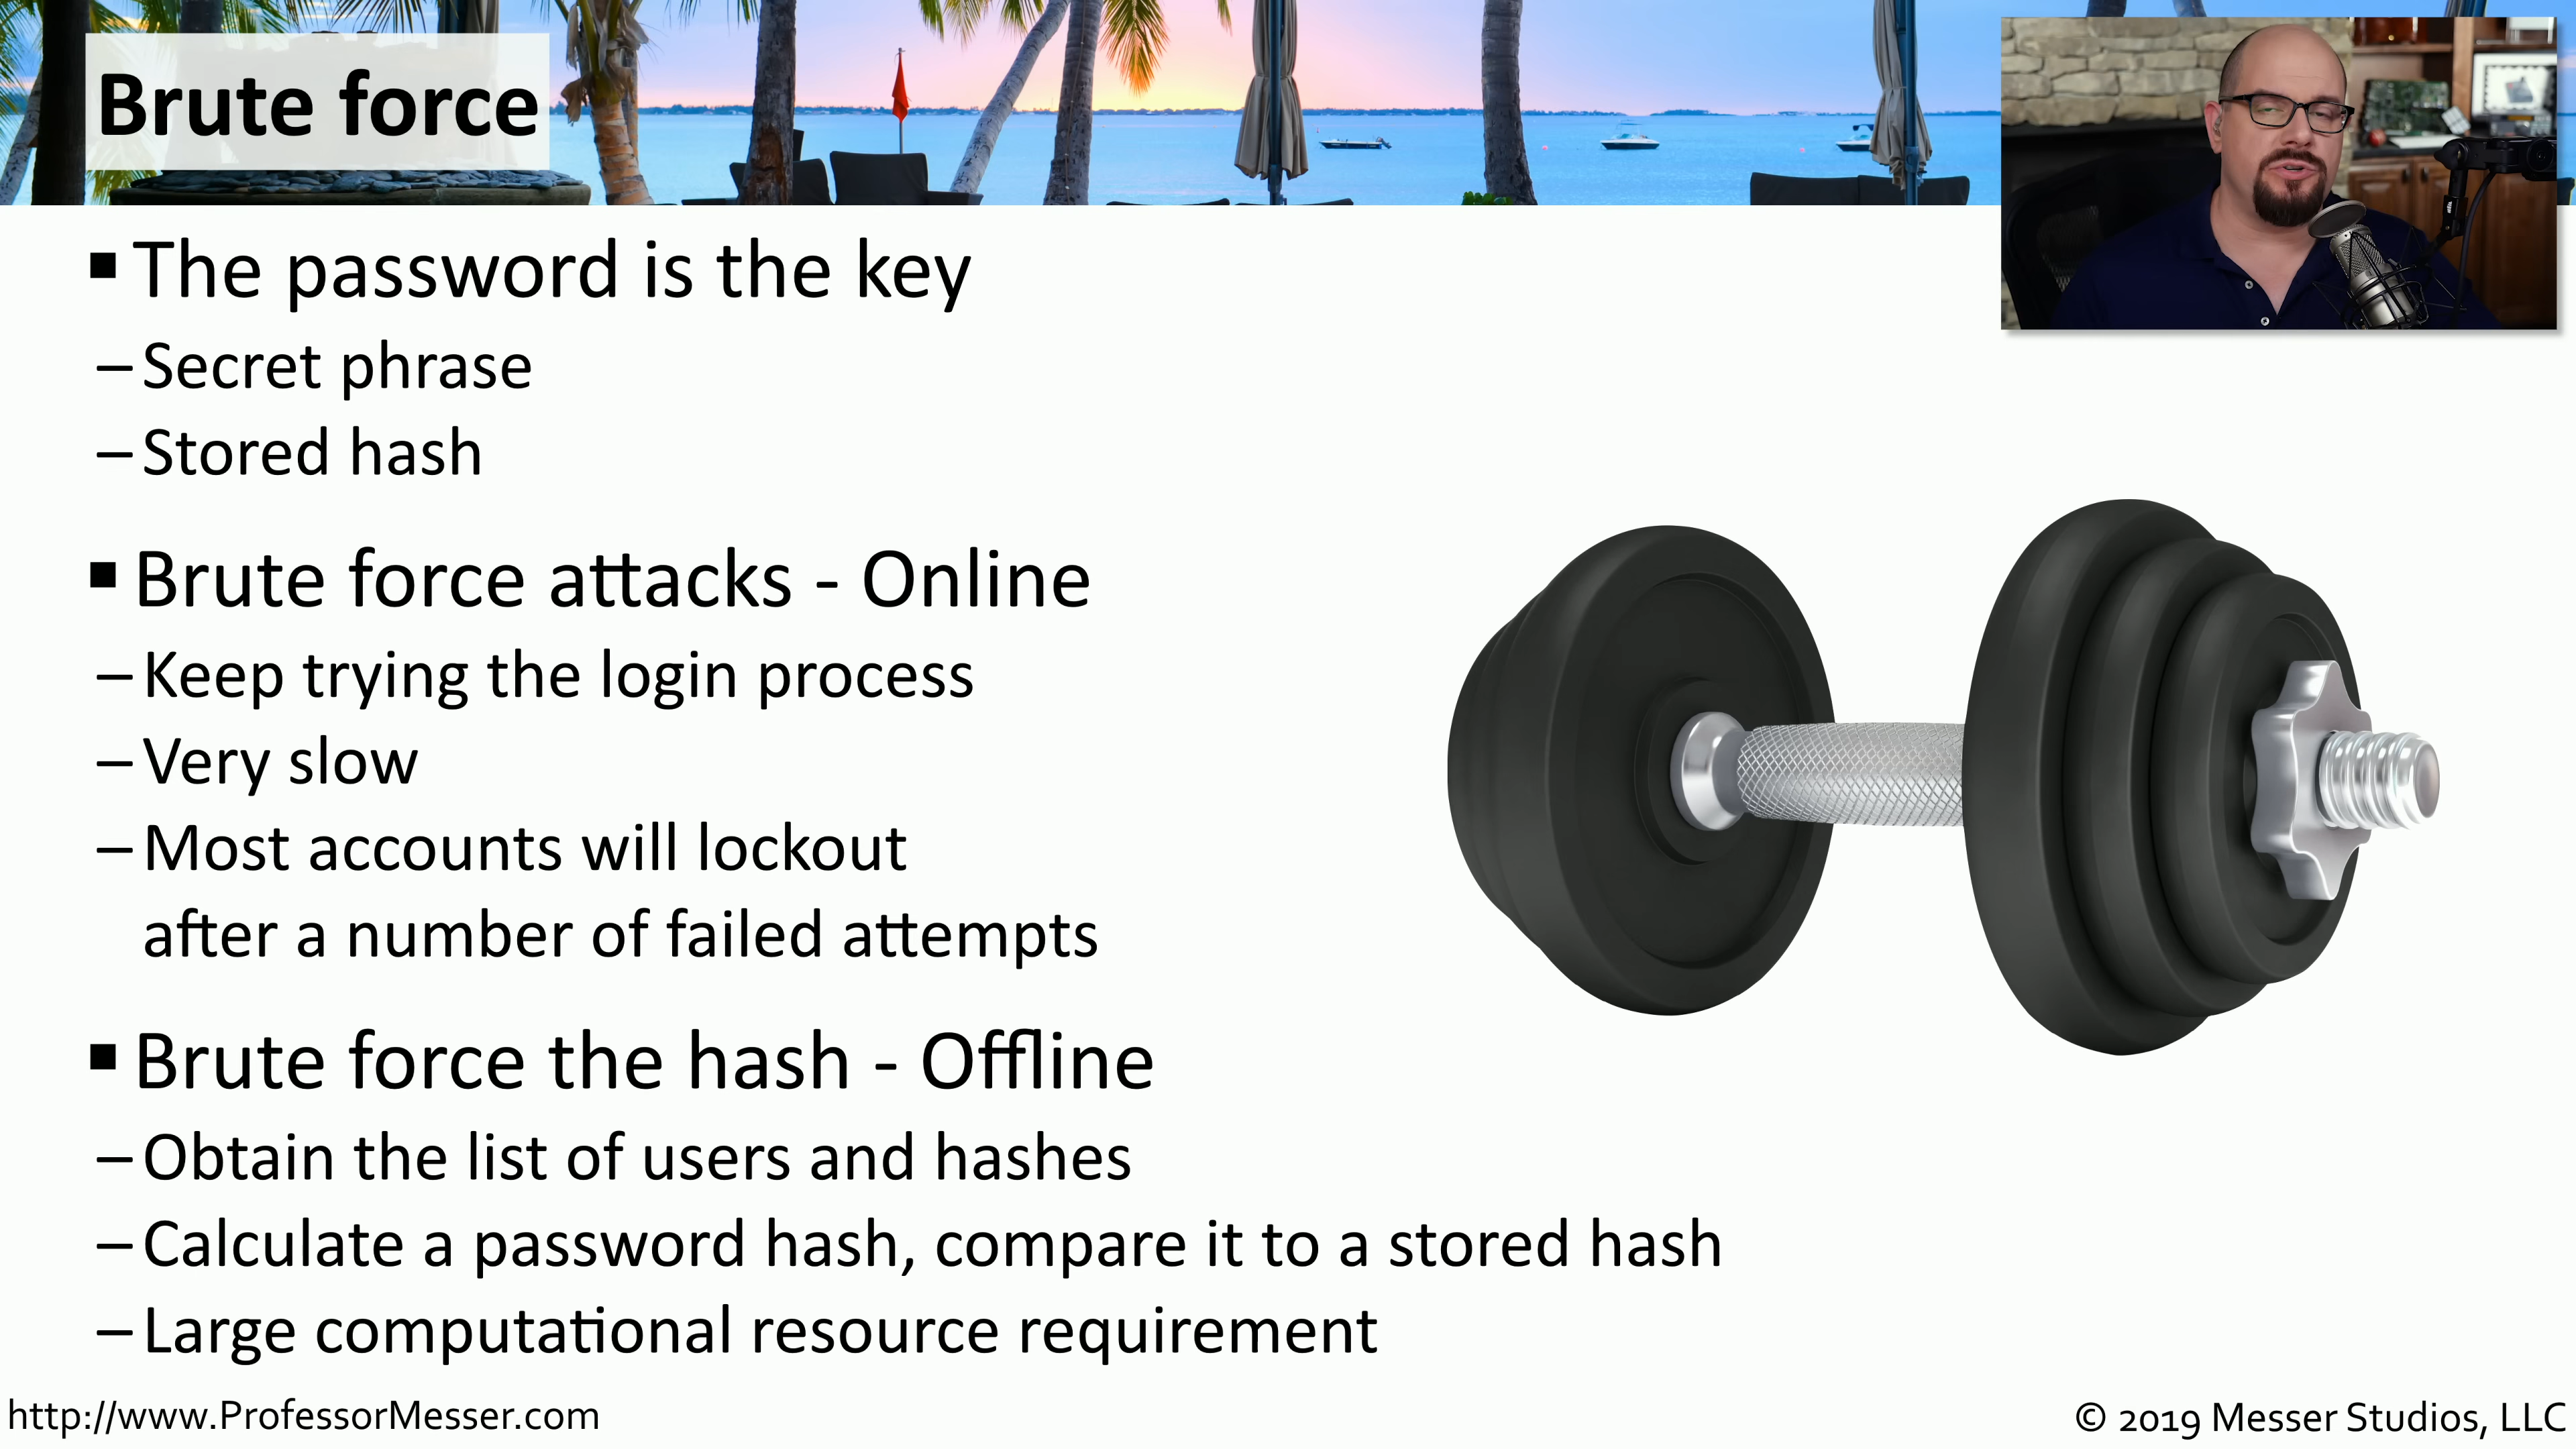 Brute force
▪ The password is the key
– Secret phrase
– Stored hash
▪ Brute force attacks - Online
– Keep trying the login process
– Very slow
– Most accounts will lockout
after a number of failed attempts
▪ Brute force the hash - Offline
– Obtain the list of users and hashes
– Calculate a password hash, compare it to a stored hash
– Large computational resource requirement
http://www.ProfessorMesser.com
© 2019 Messer Studios, LLC